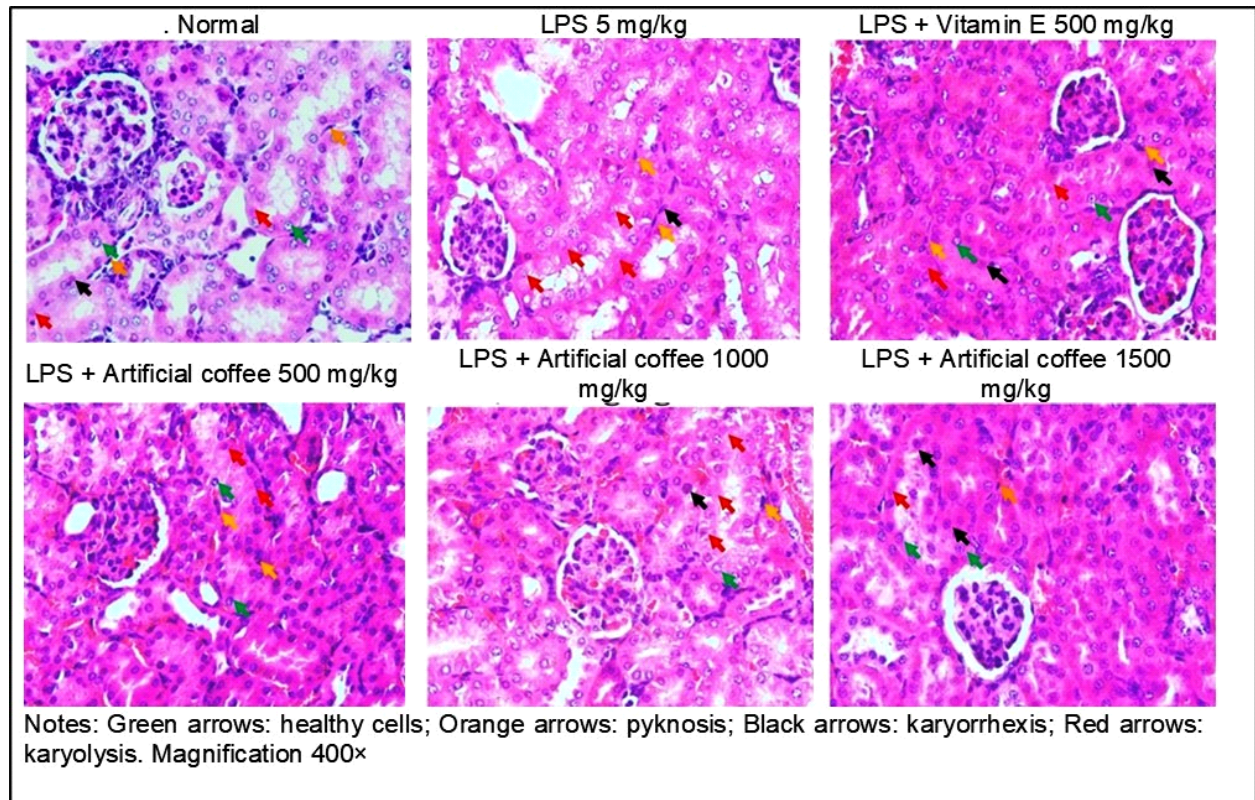 . Normal
LPS 5 mg/kg
LPS + Vitamin E 500 mg/kg
LPS + Artificial coffee 500 mg/kg
LPS + Artificial coffee 1000
mg/kg
LPS + Artificial coffee 1500
mg/kg
Notes: Green arrows: healthy cells; Orange arrows: pyknosis; Black arrows: karyorrhexis; Red arrows:
karyolysis. Magnification 400×